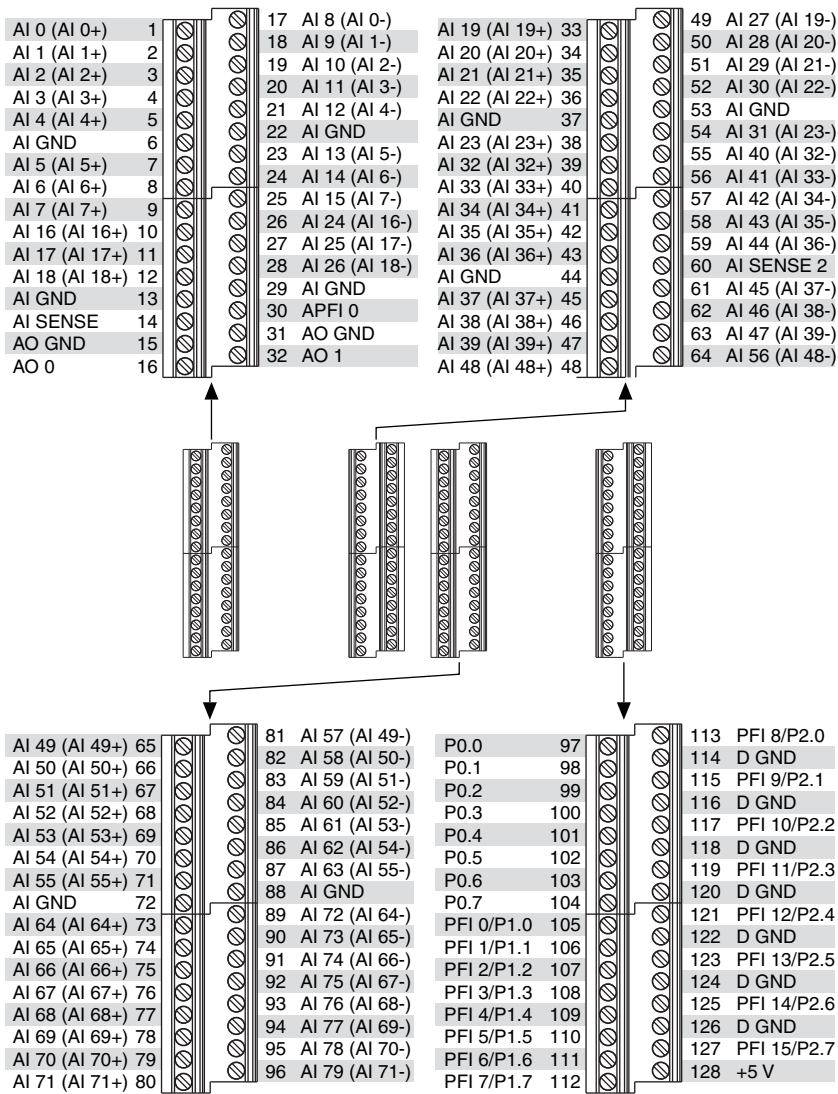 AI 0 (AI 0+) 1
AI 1 (AI 1+) 2
AI 2 (AI 2+) 3
AI 3 (AI 3+) 4
AI 4 (AI 4+) 5
AI GND 6
AI 5 (AI 5+) 7
AI 6 (AI 6+) 8
AI 7 (AI 7+) 9
AI 16 (AI 16+) 10
AI 17 (AI 17+) 11
AI 18 (AI 18+) 12
AI GND 13
AI SENSE 14
AO GND 15
AO 0 16
17 AI 8 (AI 0-)
18 AI 9 (AI 1-)
19 AI 10 (AI 2-)
20 AI 11 (AI 3-)
21 AI 12 (AI 4-)
22 AI GND
23 AI 13 (AI 5-)
24 AI 14 (AI 6-)
25 AI 15 (AI 7-)
26 AI 24 (AI 16-)
27 AI 25 (AI 17-)
28 AI 26 (AI 18-)
29 AI GND
30 APFI 0
31 AO GND
32 AO 1
AI 19 (AI 19+) 33
AI 20 (AI 20+) 34
AI 21 (AI 21+) 35
AI 22 (AI 22+) 36
AI GND 37
AI 23 (AI 23+) 38
AI 32 (AI 32+) 39
AI 33 (AI 33+) 40
AI 34 (AI 34+) 41
AI 35 (AI 35+) 42
AI 36 (AI 36+) 43
AI GND 44
AI 37 (AI 37+) 45
AI 38 (AI 38+) 46
AI 39 (AI 39+) 47
AI 48 (AI 48+) 48
49 AI 27 (AI 19-)
50 AI 28 (AI 20-)
51 AI 29 (AI 21-)
52 AI 30 (AI 22-)
53 AI GND
54 AI 31 (AI 23-)
55 AI 40 (AI 32-)
56 AI 41 (AI 33-)
57 AI 42 (AI 34-)
58 AI 43 (AI 35-)
59 AI 44 (AI 36-)
60 AI SENSE 2
61 AI 45 (AI 37-)
62 AI 46 (AI 38-)
63 AI 47 (AI 39-)
64 AI 56 (AI 48-)
AI 49 (AI 49+) 65
AI 50 (AI 50+) 66
AI 51 (AI 51+) 67
AI 52 (AI 52+) 68
AI 53 (AI 53+) 69
AI 54 (AI 54+) 70
AI 55 (AI 55+) 71
AI GND 72
AI 64 (AI 64+) 73
AI 65 (AI 65+) 74
AI 66 (AI 66+) 75
AI 67 (AI 67+) 76
AI 68 (AI 68+) 77
AI 69 (AI 69+) 78
AI 70 (AI 70+) 79
AI 71 (AI 71+) 80
81 AI 57 (AI 49-)
82 AI 58 (AI 50-)
83 AI 59 (AI 51-)
84 AI 60 (AI 52-)
85 AI 61 (AI 53-)
86 AI 62 (AI 54-)
87 AI 63 (AI 55-)
88 AI GND
89 AI 72 (AI 64-)
90 AI 73 (AI 65-)
91 AI 74 (AI 66-)
92 AI 75 (AI 67-)
93 AI 76 (AI 68-)
94 AI 77 (AI 69-)
95 AI 78 (AI 70-)
96 AI 79 (AI 71-)
P0.0 97
P0.1 98
P0.2 99
P0.3 100
P0.4 101
P0.5 102
P0.6 103
P0.7 104
PFI 0/P1.0 105
PFI 1/P1.1 106
PFI 2/P1.2 107
PFI 3/P1.3 108
PFI 4/P1.4 109
PFI 5/P1.5 110
PFI 6/P1.6 111
PFI 7/P1.7 112
113 PFI 8/P2.0
114 D GND
115 PFI 9/P2.1
116 D GND
117 PFI 10/P2.2
118 D GND
119 PFI 11/P2.3
120 D GND
121 PFI 12/P2.4
122 D GND
123 PFI 13/P2.5
124 D GND
125 PFI 14/P2.6
126 D GND
127 PFI 15/P2.7
128 +5 V